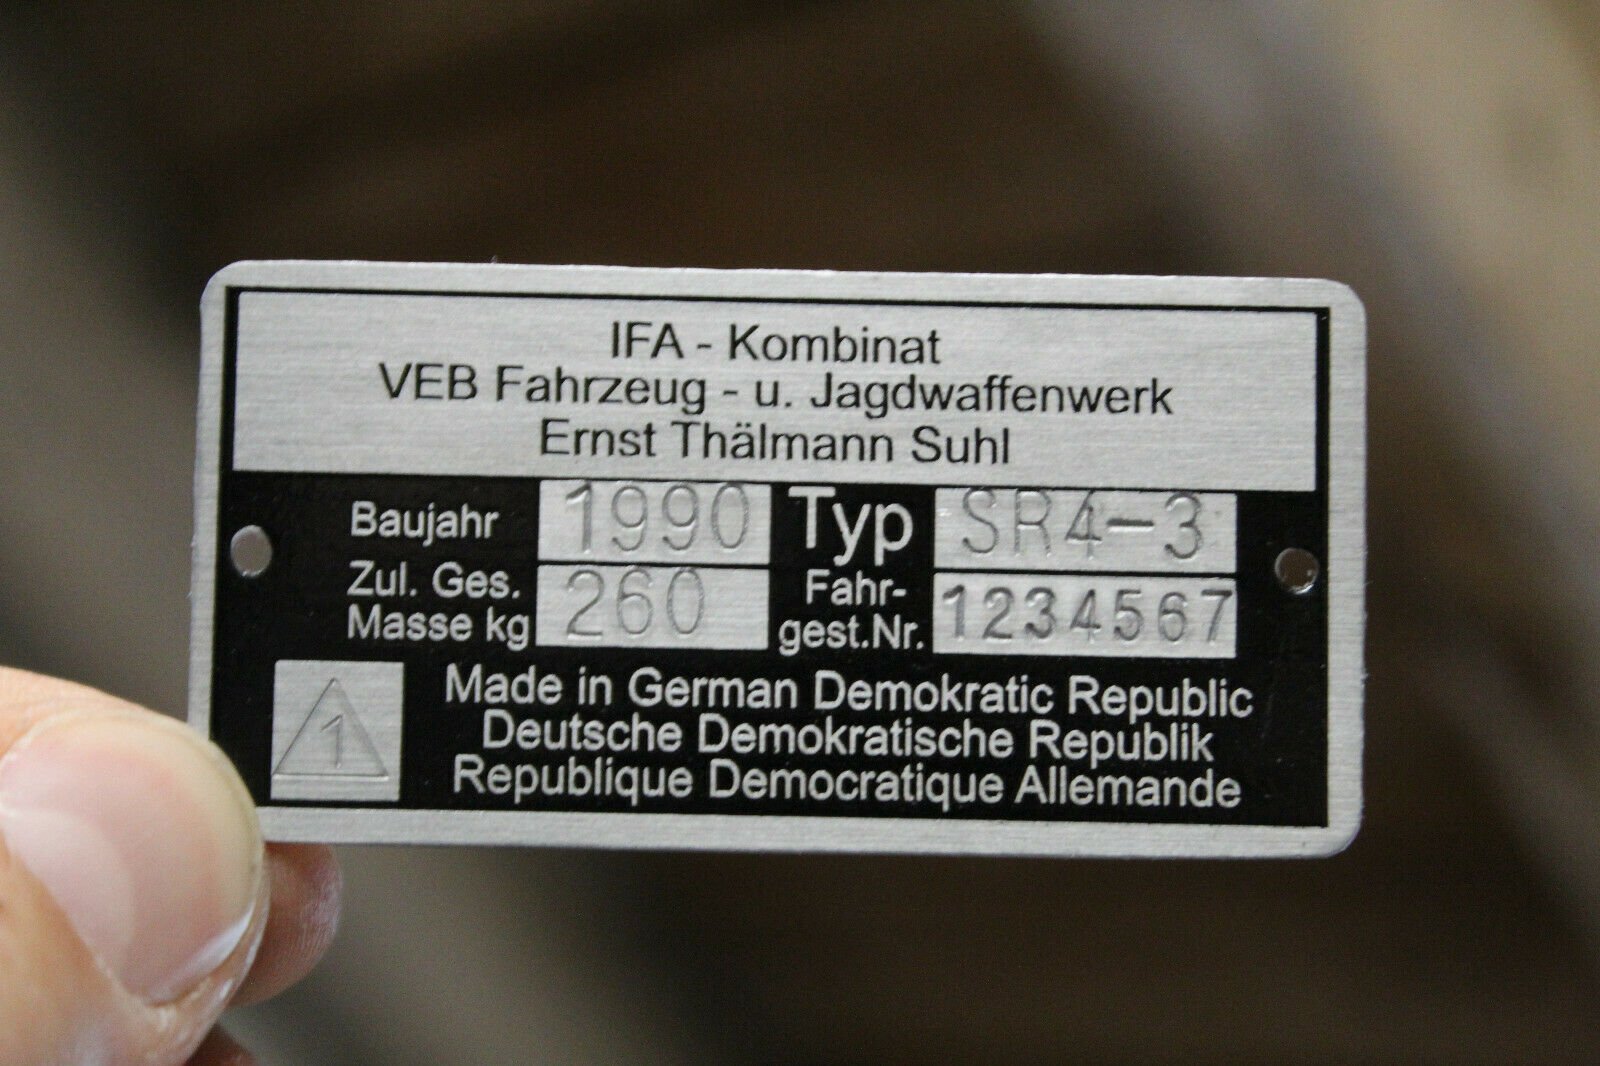 IFA - Kombinat
VEB Fahrzeug - u. Jagdwaffenwerk
Ernst Thälmann Suhl
Baujahr 1990 Typ SR4-3
Zul. Ges.
Masse kg 260 Fahr-
gest.Nr. 1234567
1
Made in German Demokratic Republic
Deutsche Demokratische Republik
Republique Democratique Allemande